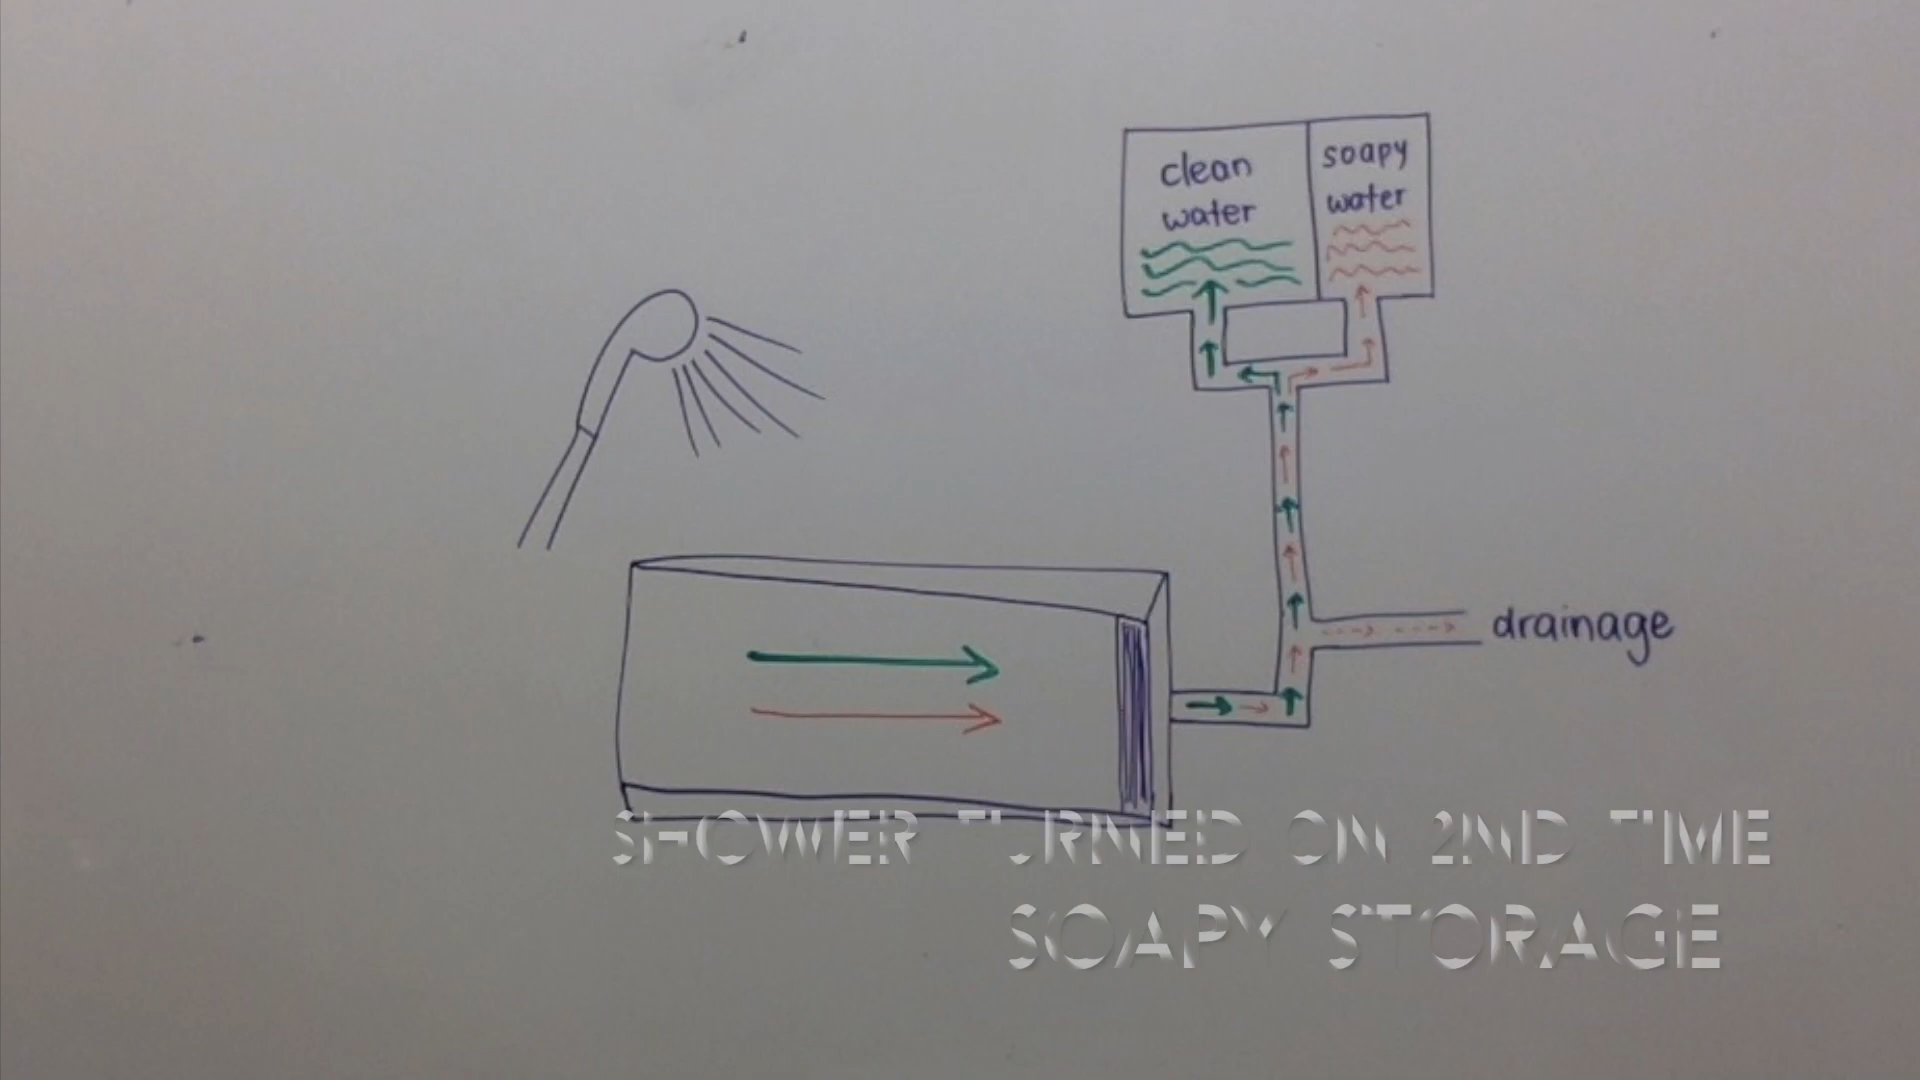 clean
water
soapy
water
drainage
SHOWER TURNED ON 2ND TIME
SOAPY STORAGE